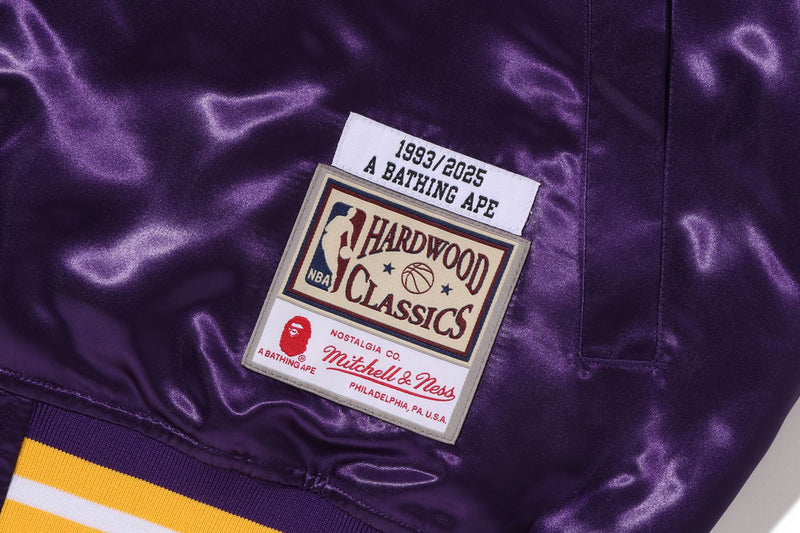 1993/2025
A BATHING APE
NBA
HARDWOOD
CLASSICS
A BATHING APE®
NOSTALGIA CO.
Mitchell & Ness
PHILADELPHIA, PA. U.S.A.